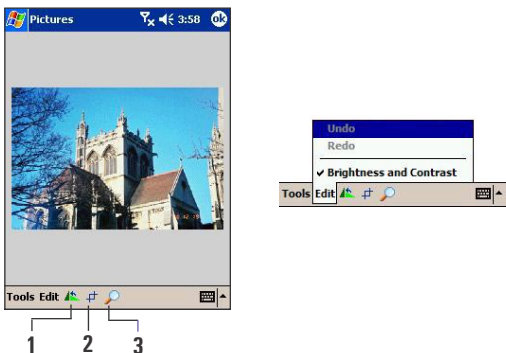 Pictures 3:58 ok
Tools Edit
1 2 3
Undo
Redo
✓ Brightness and Contrast
Tools Edit